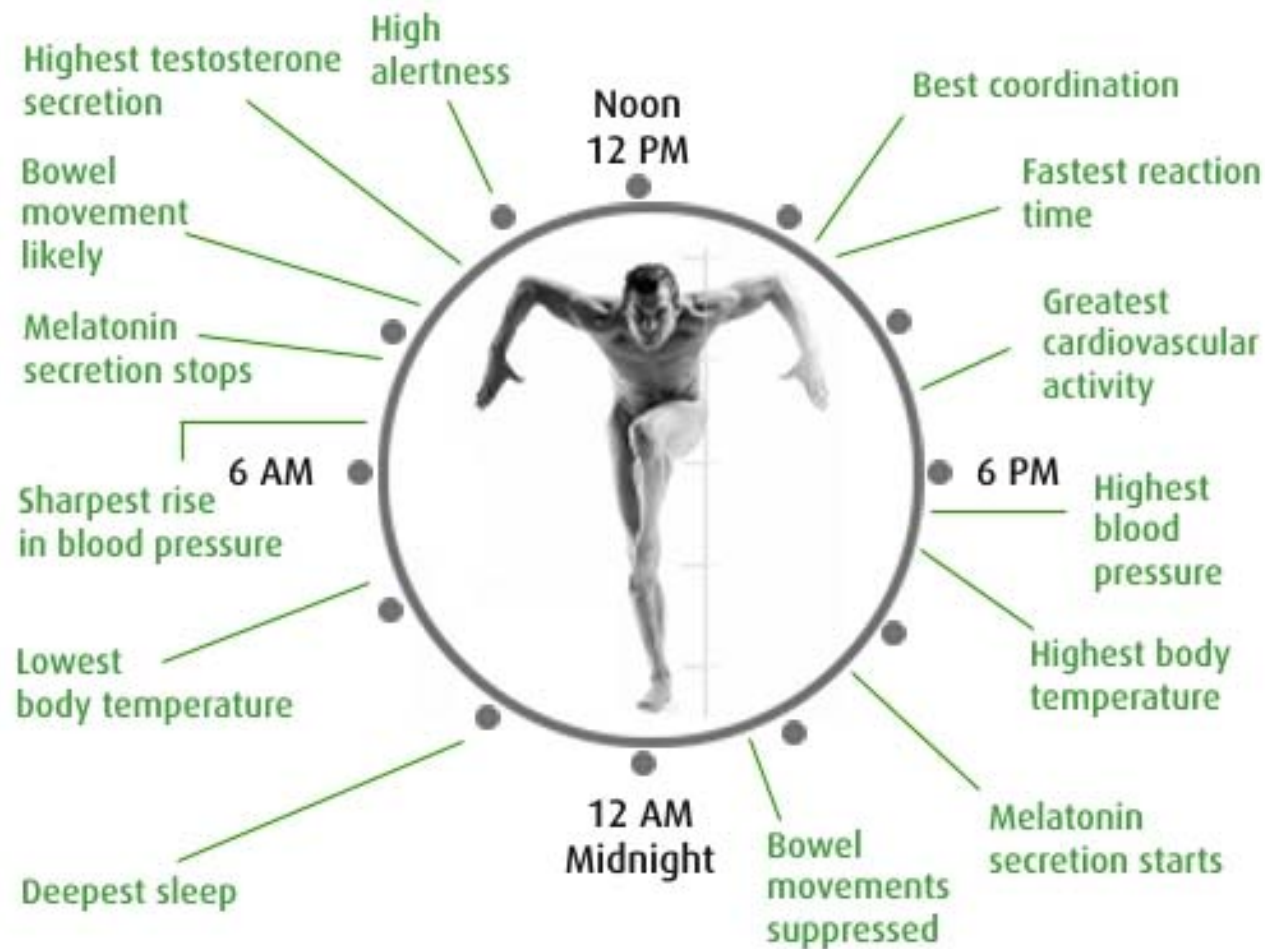 High
alertness
Highest testosterone
secretion
Noon
12 PM
Best coordination
Bowel
movement
likely
Fastest reaction
time
Melatonin
secretion stops
Greatest
cardiovascular
activity
6 AM
6 PM
Sharpest rise
in blood pressure
Highest
blood
pressure
Lowest
body temperature
Highest body
temperature
Deepest sleep
12 AM
Midnight
Bowel
movements
suppressed
Melatonin
secretion starts